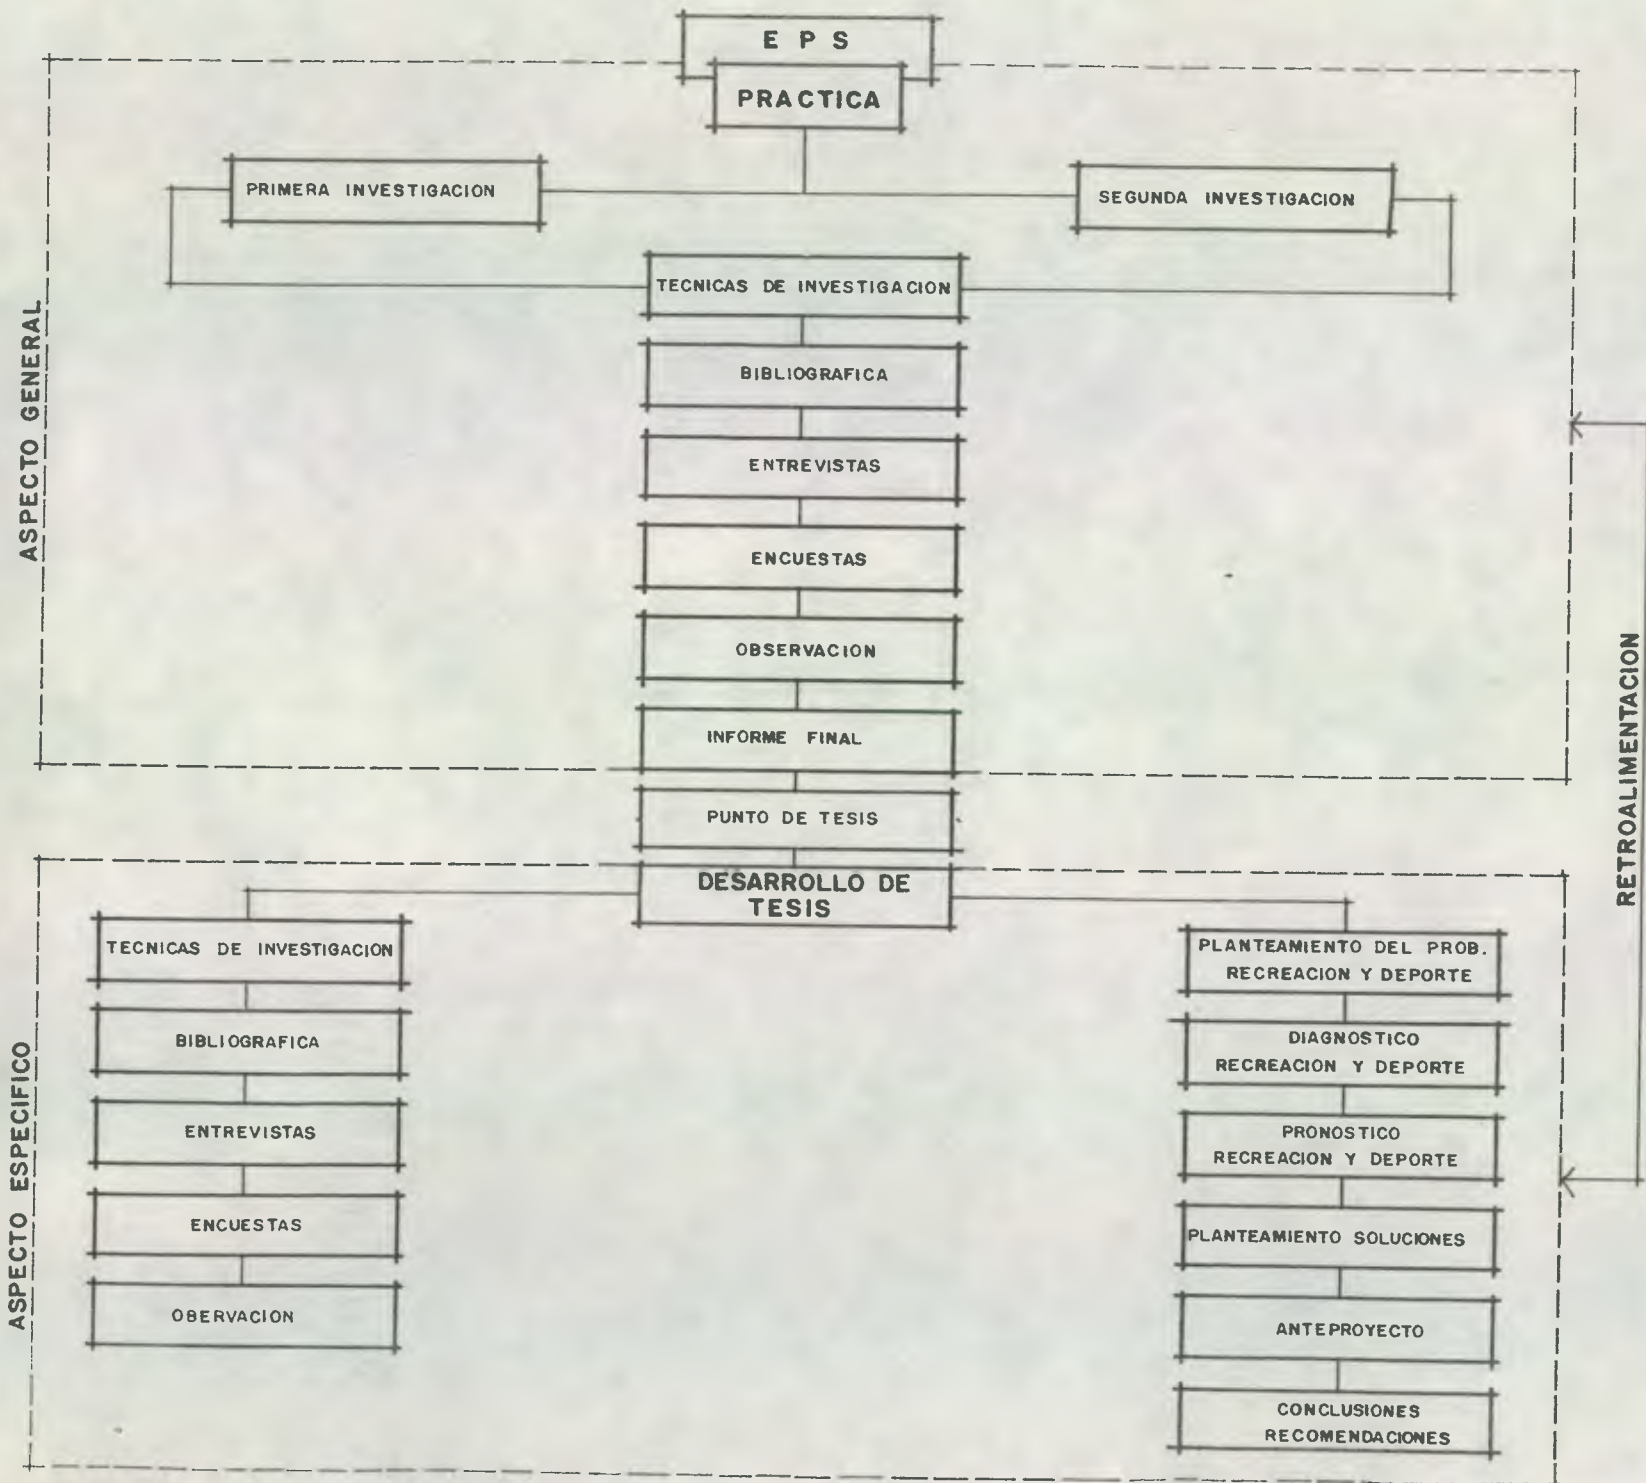 E P S
PRACTICA
PRIMERA INVESTIGACION
SEGUNDA INVESTIGACION
TECNICAS DE INVESTIGACION
BIBLIOGRAFICA
ENTREVISTAS
ENCUESTAS
OBSERVACION
INFORME FINAL
ASPECTO GENERAL
PUNTO DE TESIS
RETROALIMENTACION
DESARROLLO DE
TESIS
TECNICAS DE INVESTIGACION
BIBLIOGRAFICA
ENTREVISTAS
ENCUESTAS
OBERVACION
PLANTEAMIENTO DEL PROB.
RECREACION Y DEPORTE
DIAGNOSTICO
RECREACION Y DEPORTE
PRONOSTICO
RECREACION Y DEPORTE
PLANTEAMIENTO SOLUCIONES
ANTEPROYECTO
CONCLUSIONES
RECOMENDACIONES
ASPECTO ESPECIFICO